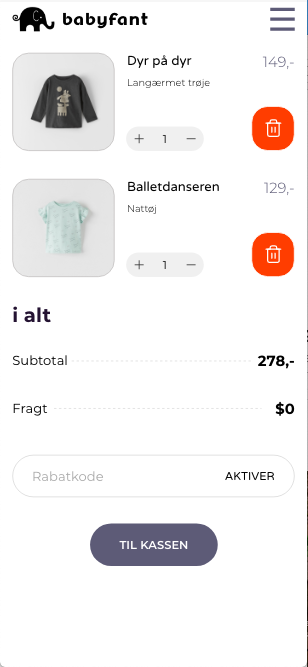 babyfant
Dyr på dyr 149,-
Langærmet trøje
+ 1 −
Balletdanseren 129,-
Nattøj
+ 1 −
i alt
Subtotal 278,-
Fragt $0
Rabatkode AKTIVER
TIL KASSEN